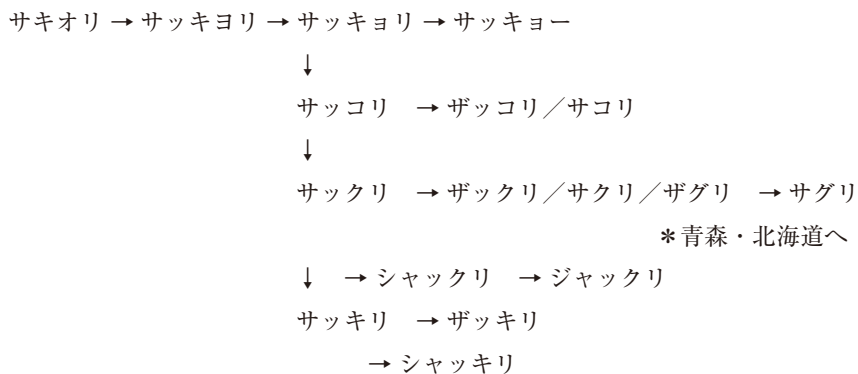 サキオリ → サッキヨリ → サッキョリ → サッキョー
↓
サッコリ → ザッコリ／サコリ
↓
サックリ → ザックリ／サクリ／ザグリ → サグリ
＊青森・北海道へ
↓ → シャックリ → ジャックリ
サッキリ → ザッキリ
→ シャッキリ